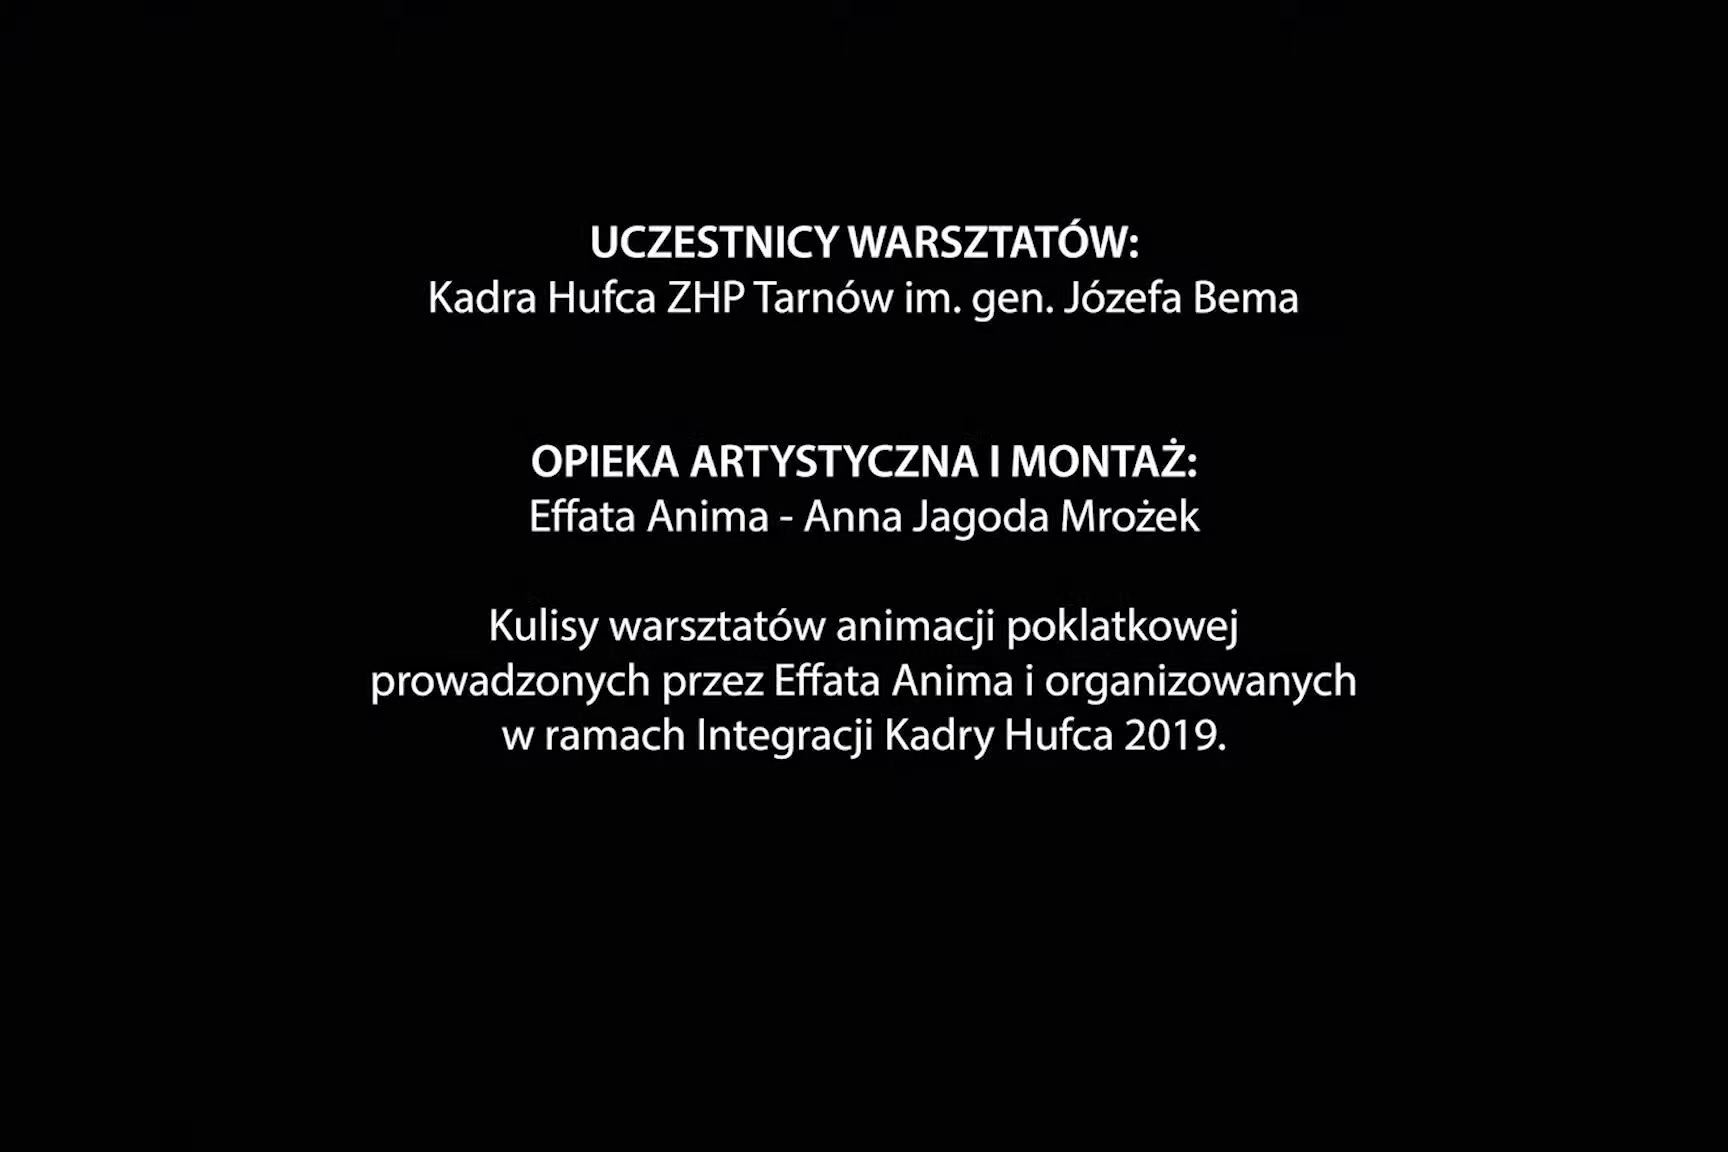 UCZESTNICY WARSZTATÓW:
Kadra Hufca ZHP Tarnów im. gen. Józefa Bema
OPIEKA ARTYSTYCZNA I MONTAŻ:
Effata Anima - Anna Jagoda Mrożek
Kulisy warsztatów animacji poklatkowej
prowadzonych przez Effata Anima i organizowanych
w ramach Integracji Kadry Hufca 2019.